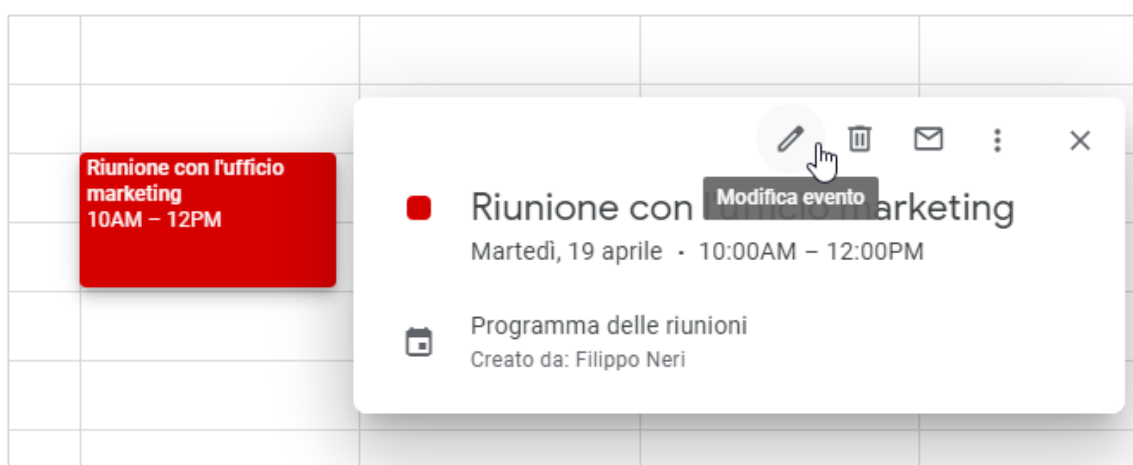 Riunione con l'ufficio
marketing
10AM – 12PM
Modifica evento
Riunione con l'ufficio marketing
Martedì, 19 aprile • 10:00AM – 12:00PM
Programma delle riunioni
Creato da: Filippo Neri